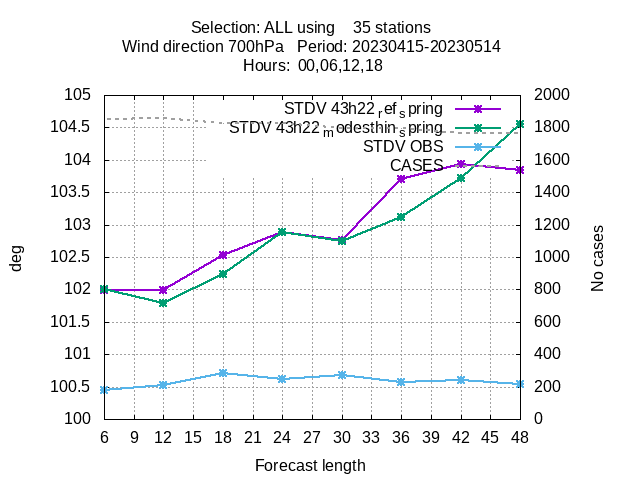 Selection: ALL using    35 stations
Wind direction 700hPa   Period: 20230415-20230514
Hours:  00,06,12,18
105
104.5
104
103.5
103
102.5
102
101.5
101
100.5
100
deg
STDV 43h22_ref_spring
STDV 43h22_modesthin_spring
STDV OBS
CASES
2000
1800
1600
1400
1200
1000
800
600
400
200
0
No cases
6 9 12 15 18 21 24 27 30 33 36 39 42 45 48
Forecast length